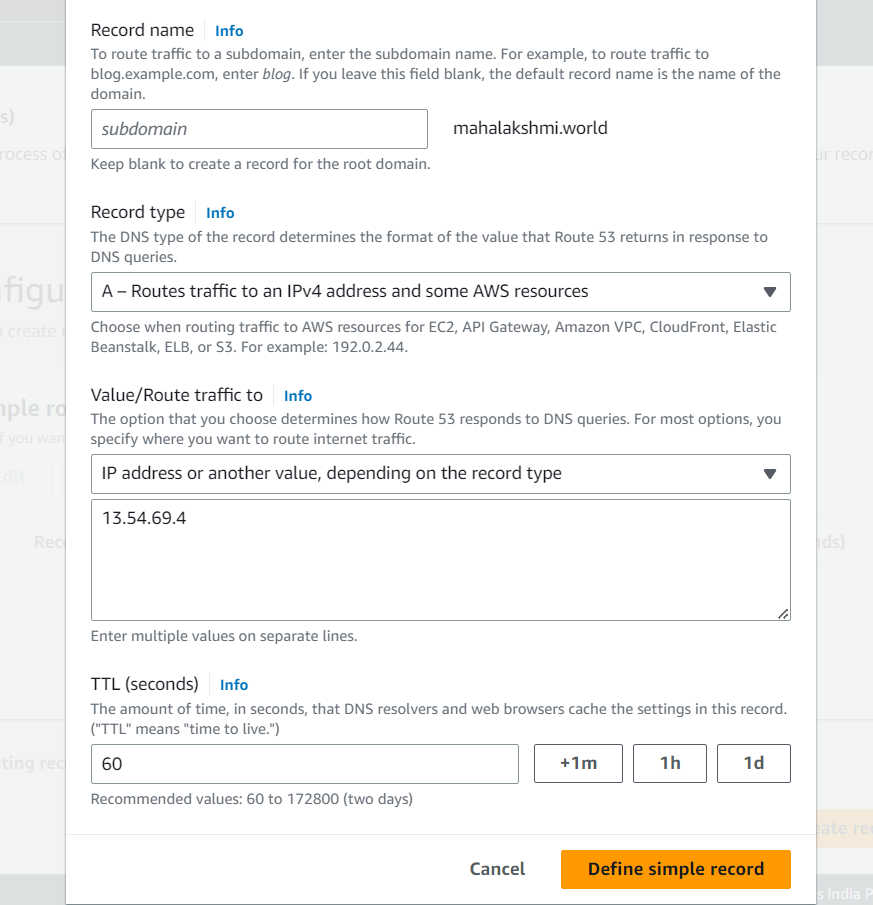 Record name Info
To route traffic to a subdomain, enter the subdomain name. For example, to route traffic to
blog.example.com, enter blog. If you leave this field blank, the default record name is the name of the
domain.
subdomain mahalakshmi.world
Keep blank to create a record for the root domain.
Record type Info
The DNS type of the record determines the format of the value that Route 53 returns in response to
DNS queries.
A – Routes traffic to an IPv4 address and some AWS resources
Choose when routing traffic to AWS resources for EC2, API Gateway, Amazon VPC, CloudFront, Elastic
Beanstalk, ELB, or S3. For example: 192.0.2.44.
Value/Route traffic to Info
The option that you choose determines how Route 53 responds to DNS queries. For most options, you
specify where you want to route internet traffic.
IP address or another value, depending on the record type
13.54.69.4
Enter multiple values on separate lines.
TTL (seconds) Info
The amount of time, in seconds, that DNS resolvers and web browsers cache the settings in this record.
("TTL" means "time to live.")
60 +1m 1h 1d
Recommended values: 60 to 172800 (two days)
Cancel Define simple record